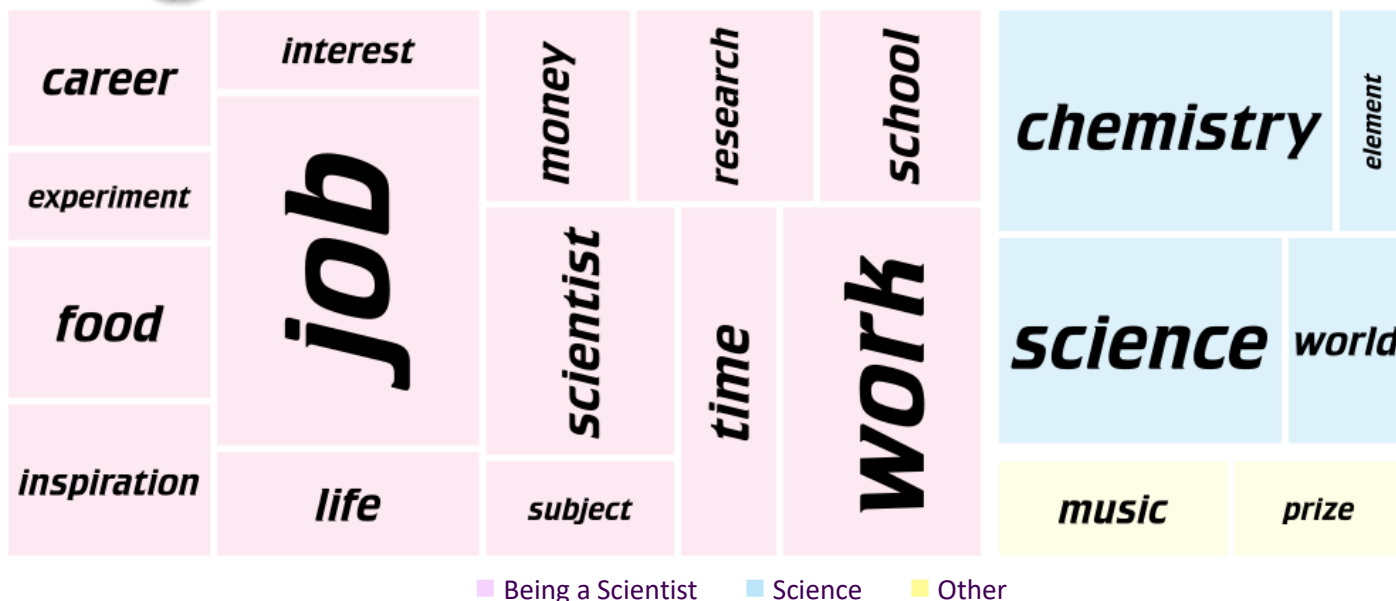 career
experiment
food
inspiration
interest
job
life
money
research
school
scientist
subject
time
work
chemistry
element
science
world
music
prize
Being a Scientist
Science
Other